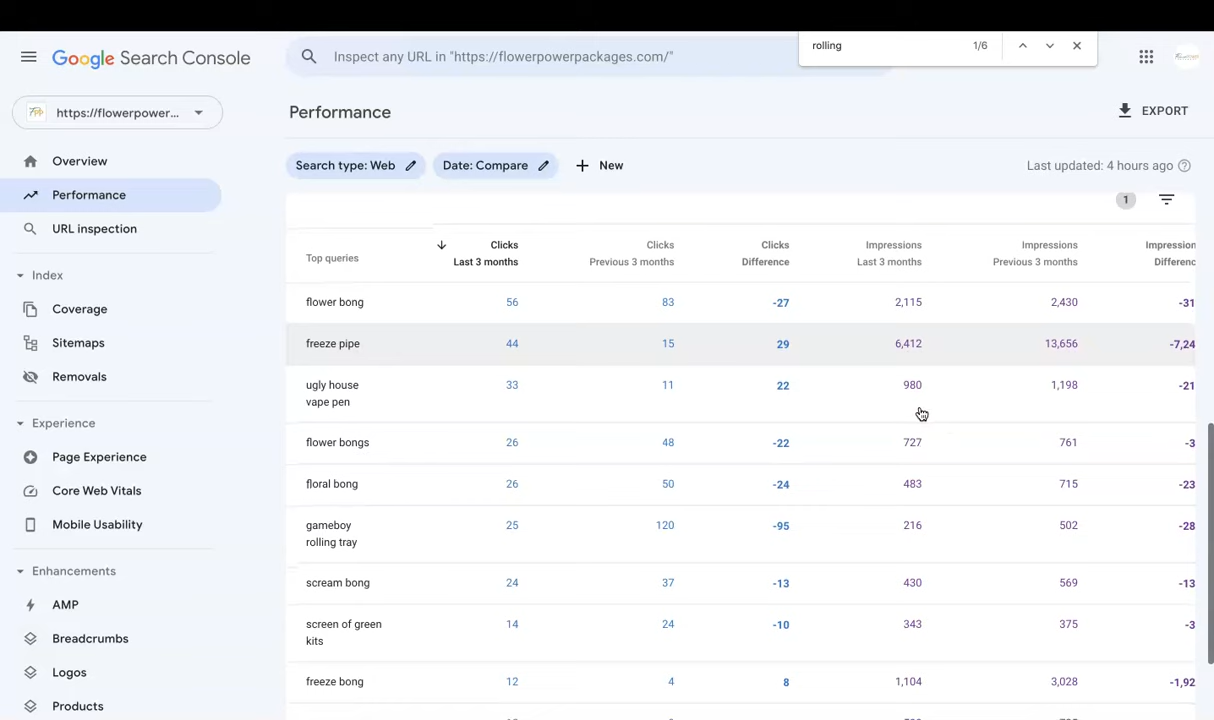 rolling 1/6
Google Search Console
Inspect any URL in "https://flowerpowerpackages.com/"
https://flowerpower...
Performance
EXPORT
Search type: Web
Date: Compare
New
Last updated: 4 hours ago
Overview
Performance
URL inspection
Index
Coverage
Sitemaps
Removals
Experience
Page Experience
Core Web Vitals
Mobile Usability
Enhancements
AMP
Breadcrumbs
Logos
Products
1
Top queries
Clicks
Last 3 months
Clicks
Previous 3 months
Clicks
Difference
Impressions
Last 3 months
Impressions
Previous 3 months
Impression
Differenc
flower bong 56 83 -27 2,115 2,430 -31
freeze pipe 44 15 29 6,412 13,656 -7,24
ugly house
vape pen
33 11 22 980 1,198 -21
flower bongs 26 48 -22 727 761 -3
floral bong 26 50 -24 483 715 -23
gameboy
rolling tray
25 120 -95 216 502 -28
scream bong 24 37 -13 430 569 -13
screen of green
kits
14 24 -10 343 375 -3
freeze bong 12 4 8 1,104 3,028 -1,92